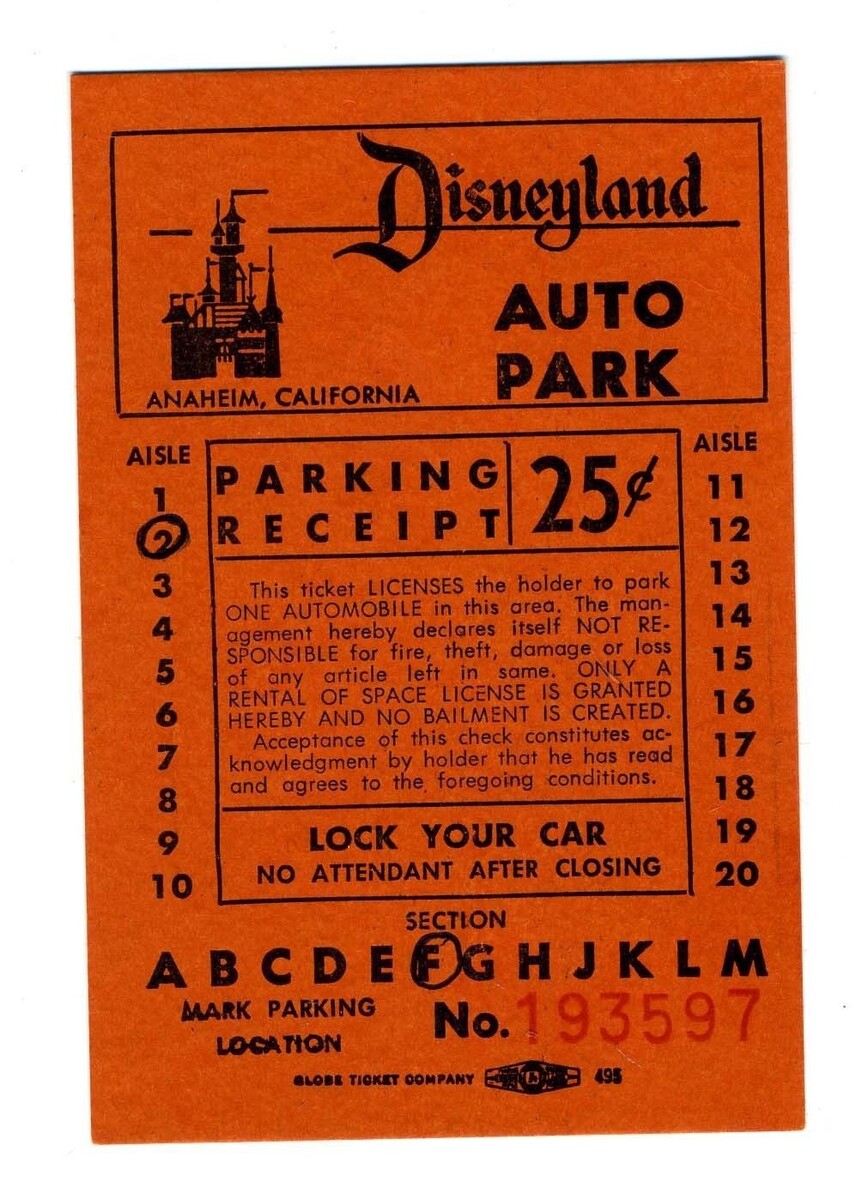 Disneyland
AUTO
PARK
ANAHEIM, CALIFORNIA
AISLE
1
2
3
4
5
6
7
8
9
10
PARKING
RECEIPT
25¢
This ticket LICENSES the holder to park
ONE AUTOMOBILE in this area. The man-
agement hereby declares itself NOT RE-
SPONSIBLE for fire, theft, damage or loss
of any article left in same. ONLY A
RENTAL OF SPACE LICENSE IS GRANTED
HEREBY AND NO BAILMENT IS CREATED.
Acceptance of this check constitutes ac-
knowledgment by holder that he has read
and agrees to the foregoing conditions.
LOCK YOUR CAR
NO ATTENDANT AFTER CLOSING
AISLE
11
12
13
14
15
16
17
18
19
20
SECTION
A B C D E F G H J K L M
MARK PARKING
LOCATION
No. 193597
GLOBE TICKET COMPANY 495